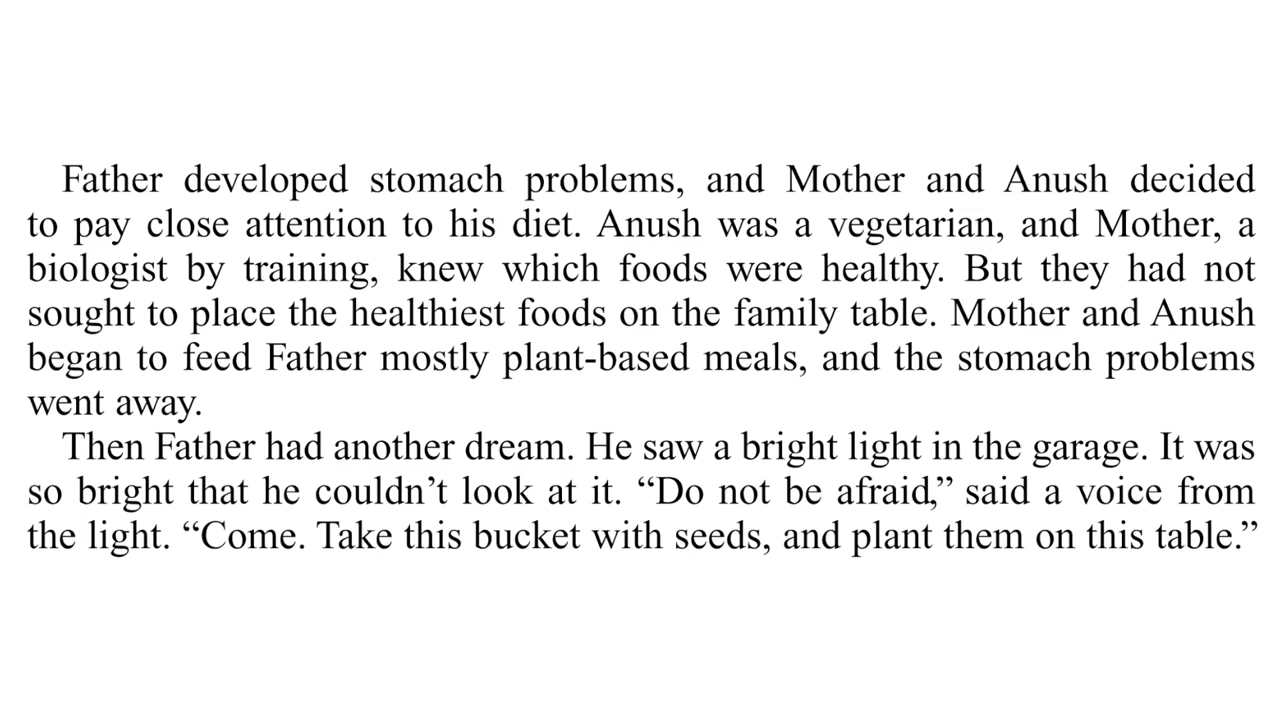 Father developed stomach problems, and Mother and Anush decided
to pay close attention to his diet. Anush was a vegetarian, and Mother, a
biologist by training, knew which foods were healthy. But they had not
sought to place the healthiest foods on the family table. Mother and Anush
began to feed Father mostly plant-based meals, and the stomach problems
went away.
Then Father had another dream. He saw a bright light in the garage. It was
so bright that he couldn’t look at it. “Do not be afraid,” said a voice from
the light. “Come. Take this bucket with seeds, and plant them on this table.”